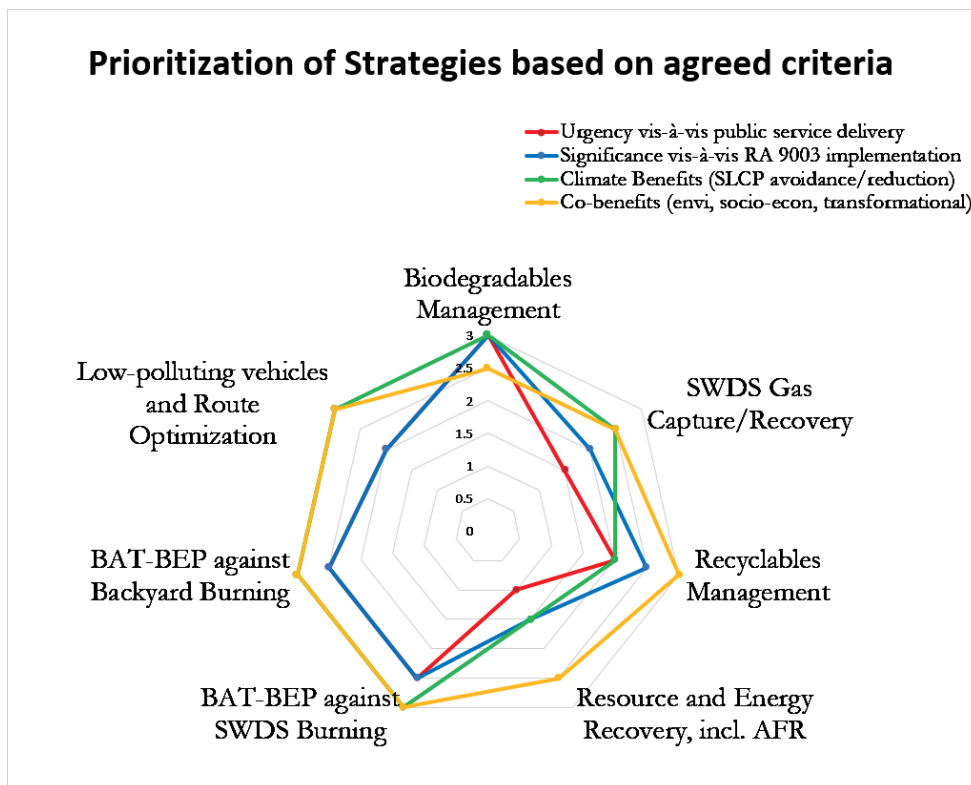 Prioritization of Strategies based on agreed criteria
Urgency vis-à-vis public service delivery
Significance vis-à-vis RA 9003 implementation
Climate Benefits (SLCP avoidance/reduction)
Co-benefits (envi, socio-econ, transformational)
Biodegradables
Management
3
2.5
2
1.5
1
0.5
0
SWDS Gas
Capture/Recovery
Recyclables
Management
Resource and Energy
Recovery, incl. AFR
BAT-BEP against
SWDS Burning
BAT-BEP against
Backyard Burning
Low-polluting vehicles
and Route
Optimization